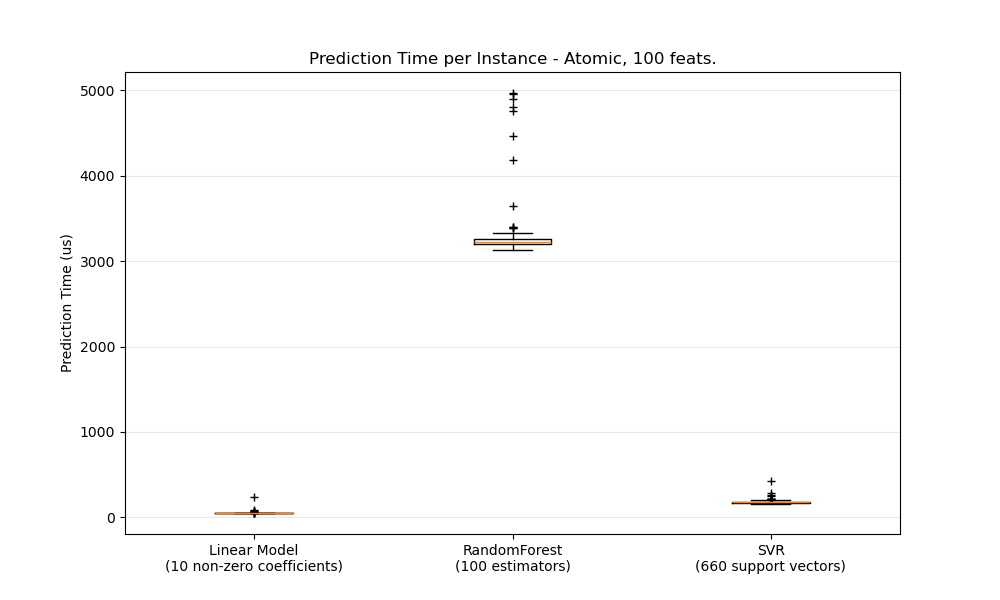 Prediction Time per Instance - Atomic, 100 feats.
5000
4000
3000
2000
1000
0
Prediction Time (us)
Linear Model
(10 non-zero coefficients)
RandomForest
(100 estimators)
SVR
(660 support vectors)